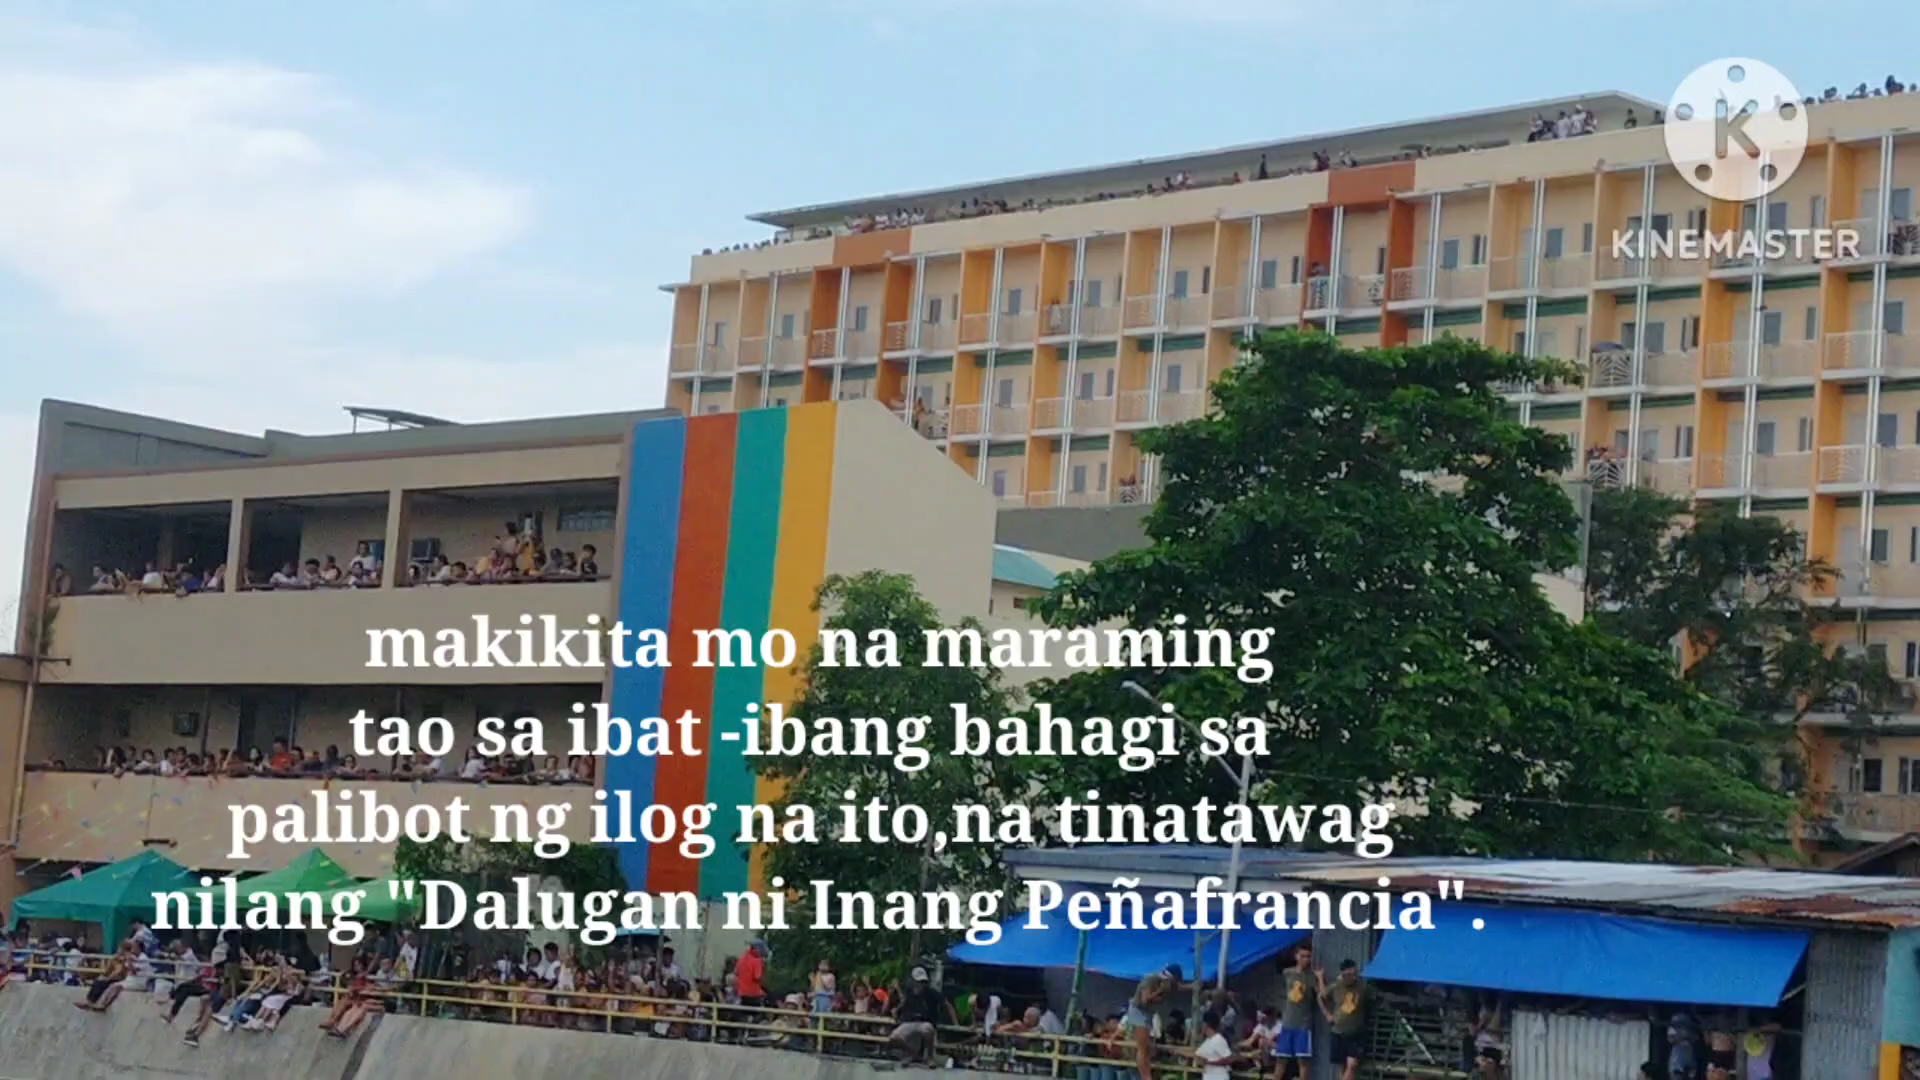 K
KINEMASTER
makikita mo na maraming
tao sa ibat -ibang bahagi sa
palibot ng ilog na ito,na tinatawag
nilang "Dalugan ni Inang Peñafrancia".